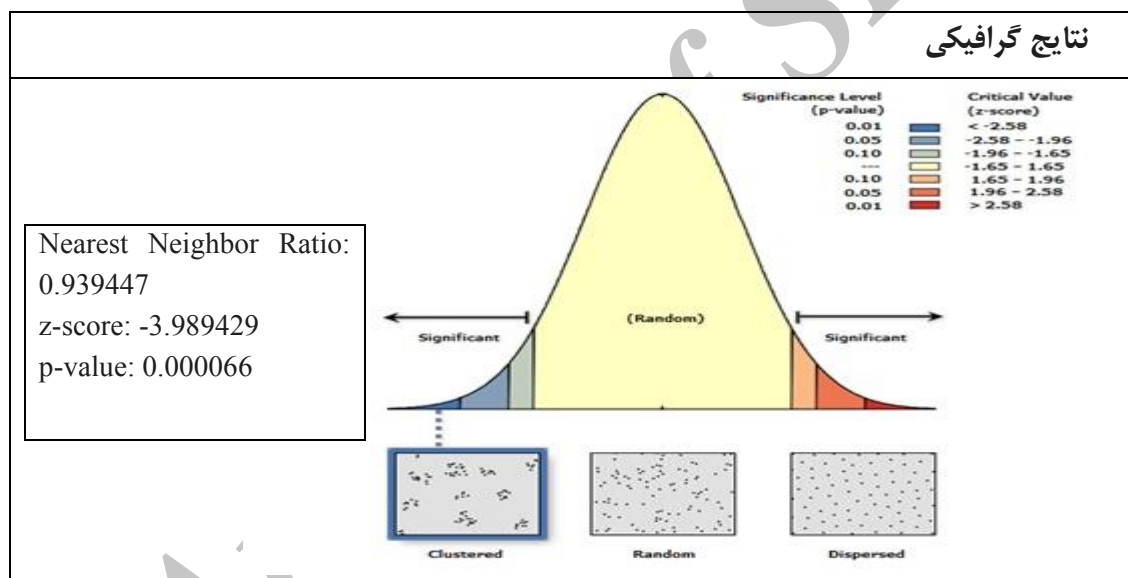 نتایج گرافیکی
Significance Level
(p-value)
0.01
0.05
0.10
---
0.10
0.05
0.01
Critical Value
(z-score)
< -2.58
-2.58 - -1.96
-1.96 - -1.65
-1.65 - 1.65
1.65 - 1.96
1.96 - 2.58
> 2.58
Nearest Neighbor Ratio:
0.939447
z-score: -3.989429
p-value: 0.000066
Significant
(Random)
Significant
Clustered
Random
Dispersed